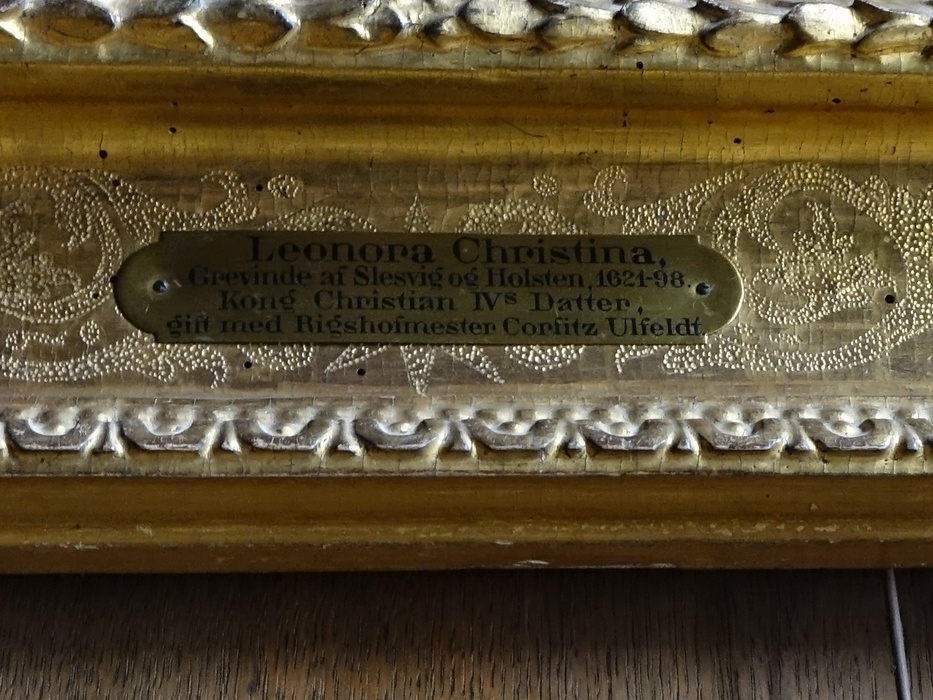 Leonora Christina,
Grevinde af Slesvig og Holsten, 1621-98.
Kong Christian IVs Datter,
gift med Rigshofmester Corfitz Ulfeldt.